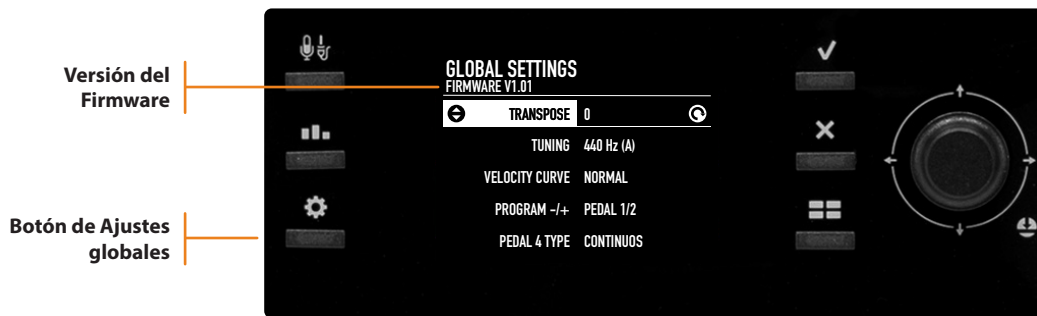 Versión del
Firmware
Botón de Ajustes
globales
GLOBAL SETTINGS
FIRMWARE V1.01
TRANSPOSE 0
TUNING 440 Hz (A)
VELOCITY CURVE NORMAL
PROGRAM -/+ PEDAL 1/2
PEDAL 4 TYPE CONTINUOS